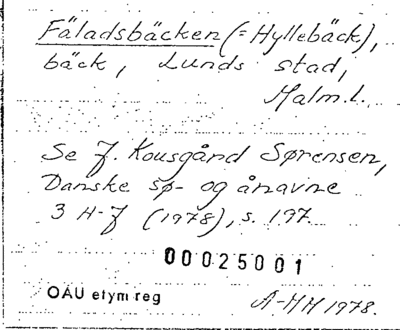 Fäladsbäcken (= Hyllebäck),
bäck, Lunds stad,
Malm.l.
Se J. Kousgård Sørensen,
Danske sø- og ånavne
3 H-J (1978), s. 197.
00025001
OAU etym reg
A-HH 1978.